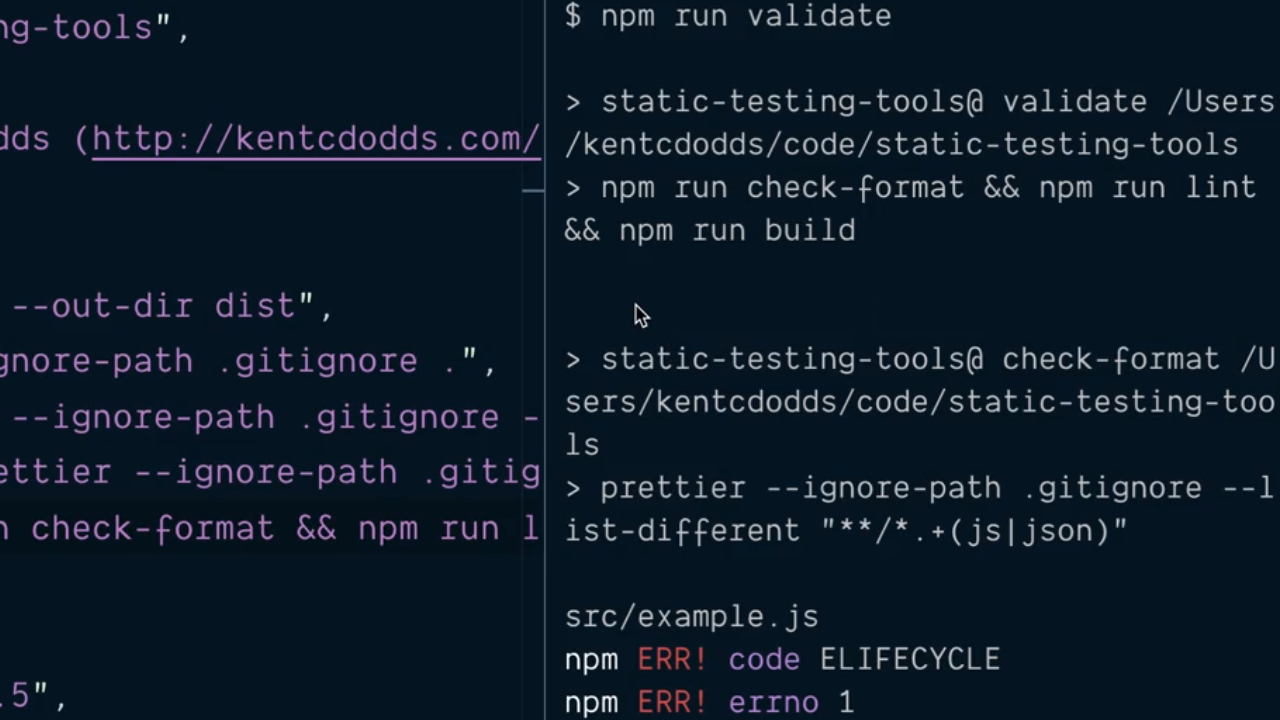 ng-tools",
dds (http://kentcdodds.com/
--out-dir dist",
gnore-path .gitignore .",
--ignore-path .gitignore -
ettier --ignore-path .gitig
n check-format && npm run l
.5",
$ npm run validate
> static-testing-tools@ validate /Users
/kentcdodds/code/static-testing-tools
> npm run check-format && npm run lint
&& npm run build
> static-testing-tools@ check-format /U
sers/kentcdodds/code/static-testing-too
ls
> prettier --ignore-path .gitignore --l
ist-different "**/*.+(js|json)"
src/example.js
npm ERR! code ELIFECYCLE
npm ERR! errno 1